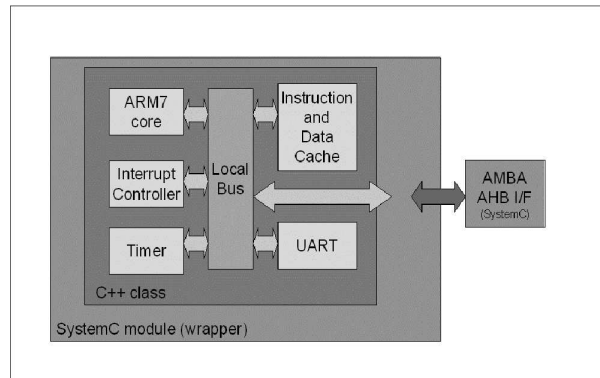 ARM7
core
Interrupt
Controller
Timer
Local
Bus
Instruction
and
Data
Cache
UART
C++ class
SystemC module (wrapper)
AMBA
AHB I/F
(SystemC)